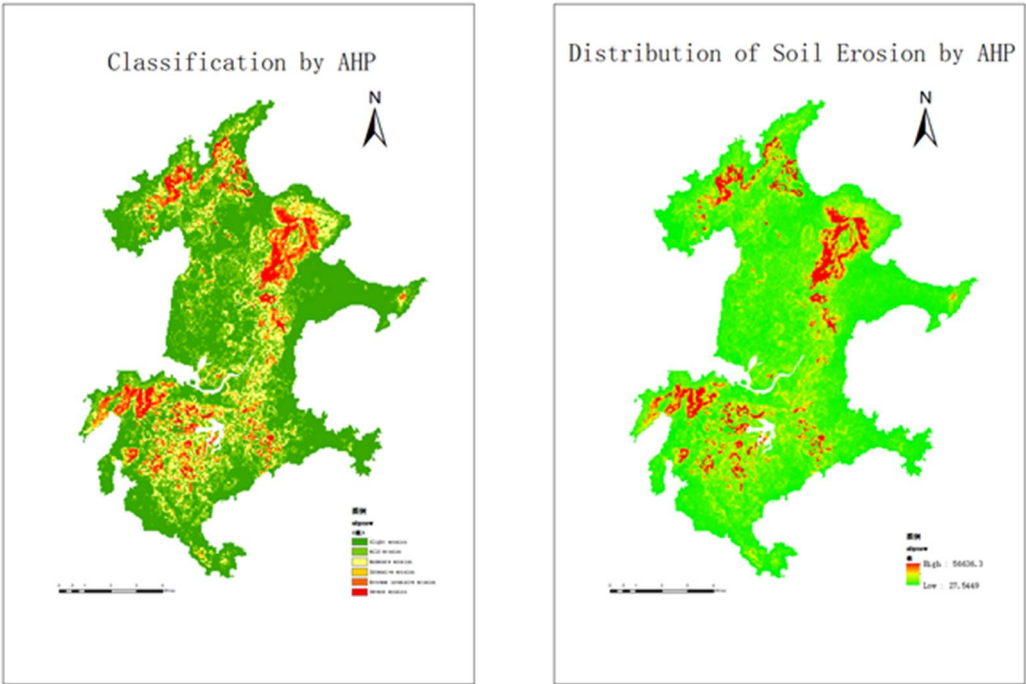 Classification by AHP
N
图例
slight erosion
mild erosion
moderate erosion
intensive erosion
Extreme intensive erosion
severe erosion
Distribution of Soil Erosion by AHP
N
图例
High : 56636.3
Low : 27.5449